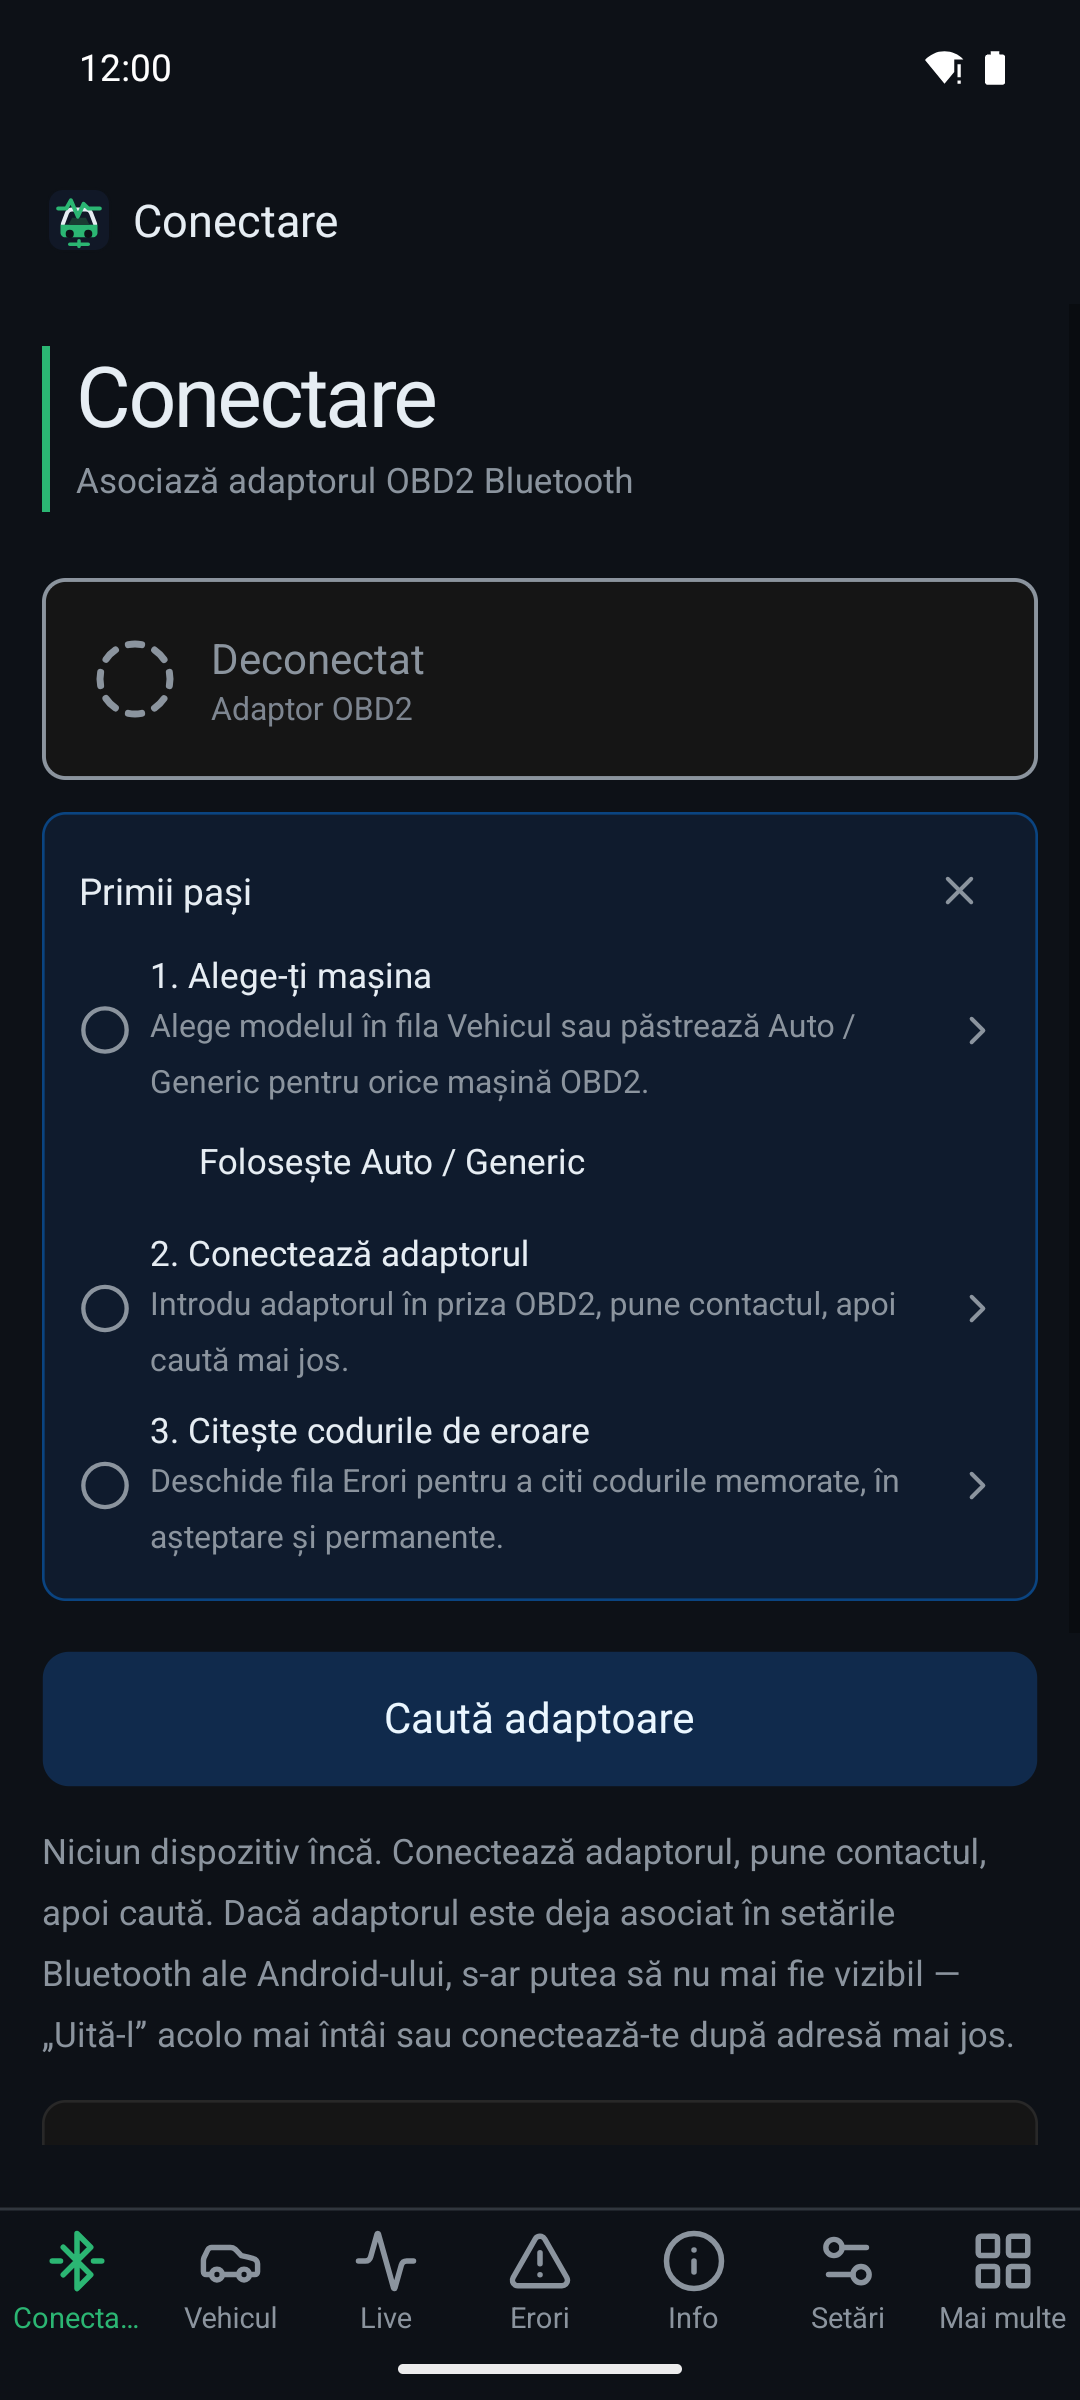 12:00
Conectare
Conectare
Asociază adaptorul OBD2 Bluetooth
Deconectat
Adaptor OBD2
Primii pași
1. Alege-ți mașina
Alege modelul în fila Vehicul sau păstrează Auto /
Generic pentru orice mașină OBD2.
Folosește Auto / Generic
2. Conectează adaptorul
Introdu adaptorul în priza OBD2, pune contactul, apoi
caută mai jos.
3. Citește codurile de eroare
Deschide fila Erori pentru a citi codurile memorate, în
așteptare și permanente.
Caută adaptoare
Niciun dispozitiv încă. Conectează adaptorul, pune contactul,
apoi caută. Dacă adaptorul este deja asociat în setările
Bluetooth ale Android-ului, s-ar putea să nu mai fie vizibil —
„Uită-l” acolo mai întâi sau conectează-te după adresă mai jos.
Conecta...
Vehicul
Live
Erori
Info
Setări
Mai multe